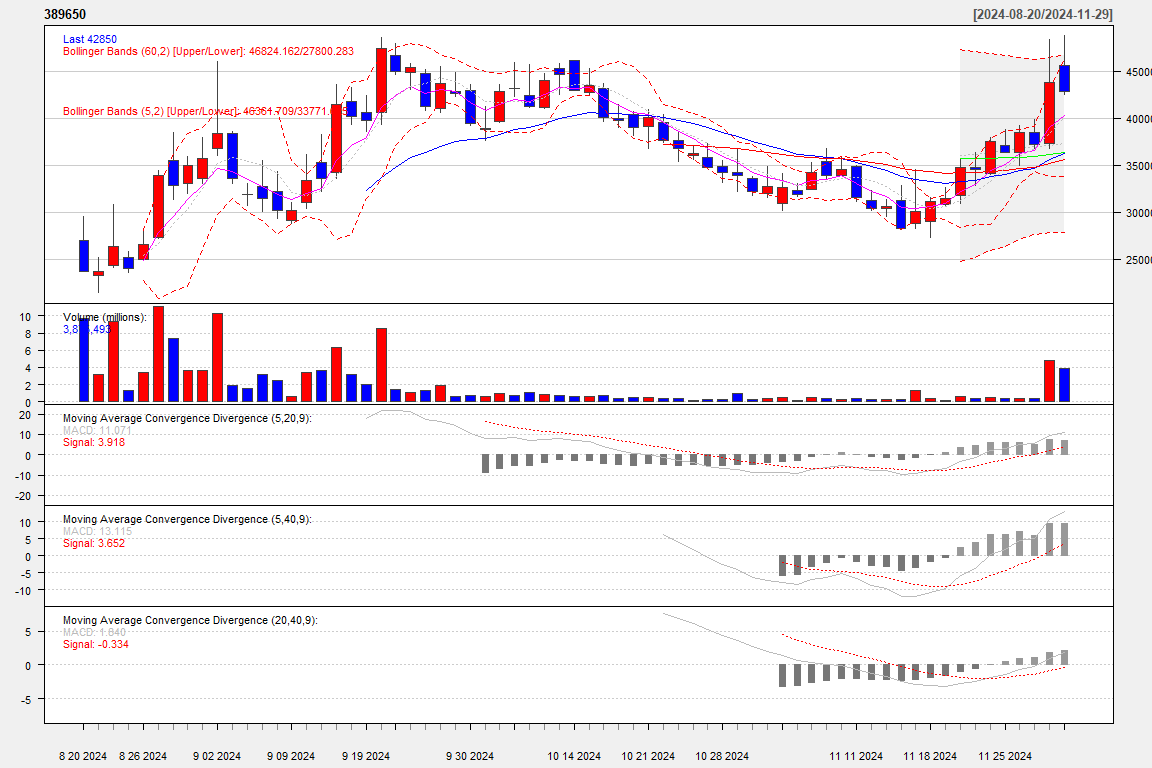 389650 [2024-08-20/2024-11-29]
Last 42850
Bollinger Bands (60,2) [Upper/Lower]: 46824.162/27800.283
Bollinger Bands (5,2) [Upper/Lower]:
45000
40000
35000
30000
25000
Volume (millions):
10
8
6
4
2
0
Moving Average Convergence Divergence (5,20,9):
MACD: 11.071
Signal: 3.918
20
10
0
-10
-20
Moving Average Convergence Divergence (5,40,9):
MACD: 13.115
Signal: 3.652
10
5
0
-5
-10
Moving Average Convergence Divergence (20,40,9):
MACD: 1.840
Signal: -0.334
5
0
-5
8 20 2024 8 26 2024 9 02 2024 9 09 2024 9 19 2024 9 30 2024 10 14 2024 10 21 2024 10 28 2024 11 11 2024 11 18 2024 11 25 2024